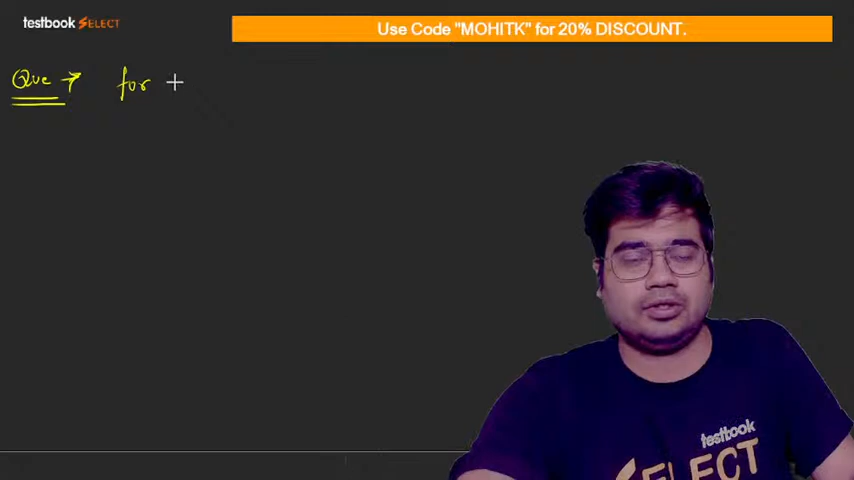 testbook SELECT
Use Code "MOHITK" for 20% DISCOUNT.
Que → for
testbook
SELECT